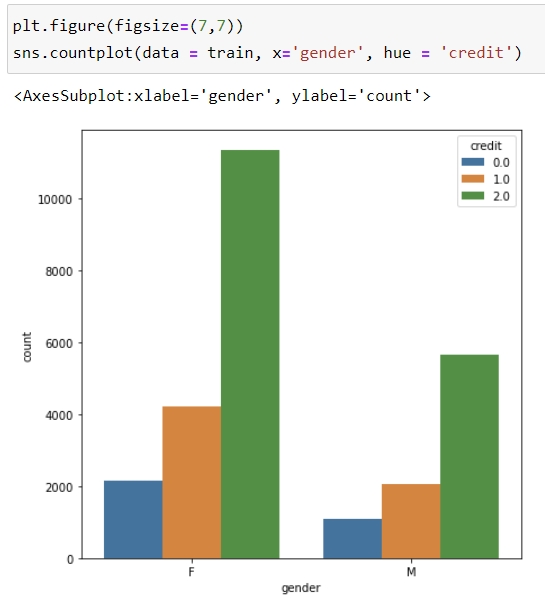 plt.figure(figsize=(7,7))
sns.countplot(data = train, x='gender', hue = 'credit')
<AxesSubplot:xlabel='gender', ylabel='count'>
credit
0.0
1.0
2.0
10000
8000
6000
4000
2000
0
count
F M
gender